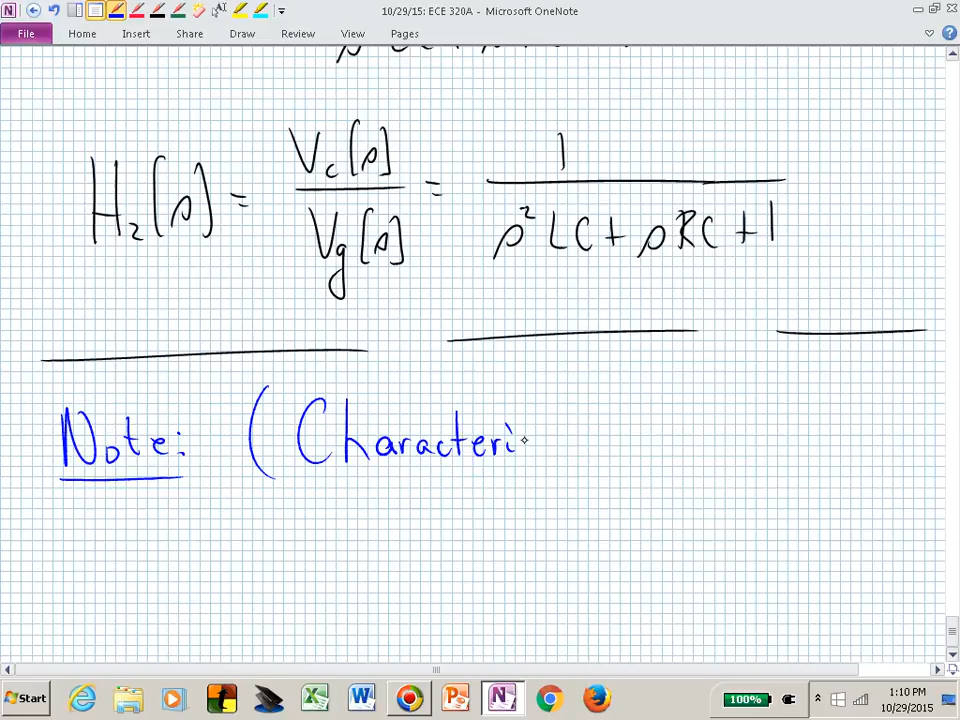 10/29/15: ECE 320A - Microsoft OneNote
File Home Insert Share Draw Review View Pages
H₂[s] = Vc[s] / Vg[s] = 1 / s²LC + sRC + 1
Note: ( Characteri
Start
100%
1:10 PM
10/29/2015